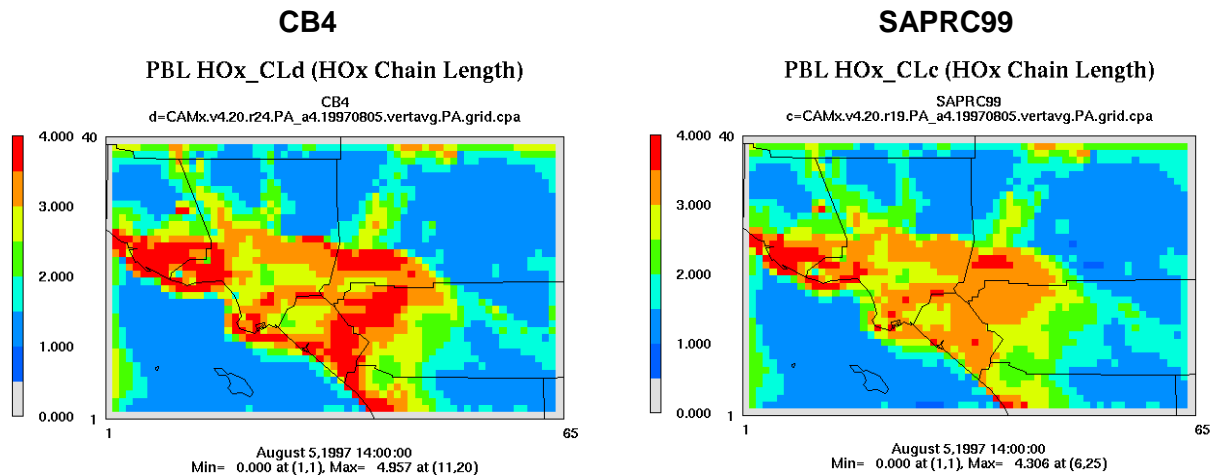 CB4
PBL HOx_CLd (HOx Chain Length)
CB4
d=CAMx.v4.20.r24.PA_a4.19970805.vertavg.PA.grid.cpa
4.000
3.000
2.000
1.000
0.000
40
1
1
65
August 5,1997 14:00:00
Min= 0.000 at (1,1), Max= 4.957 at (11,20)
SAPRC99
PBL HOx_CLc (HOx Chain Length)
SAPRC99
c=CAMx.v4.20.r19.PA_a4.19970805.vertavg.PA.grid.cpa
4.000
3.000
2.000
1.000
0.000
40
1
1
65
August 5,1997 14:00:00
Min= 0.000 at (1,1), Max= 4.306 at (6,25)